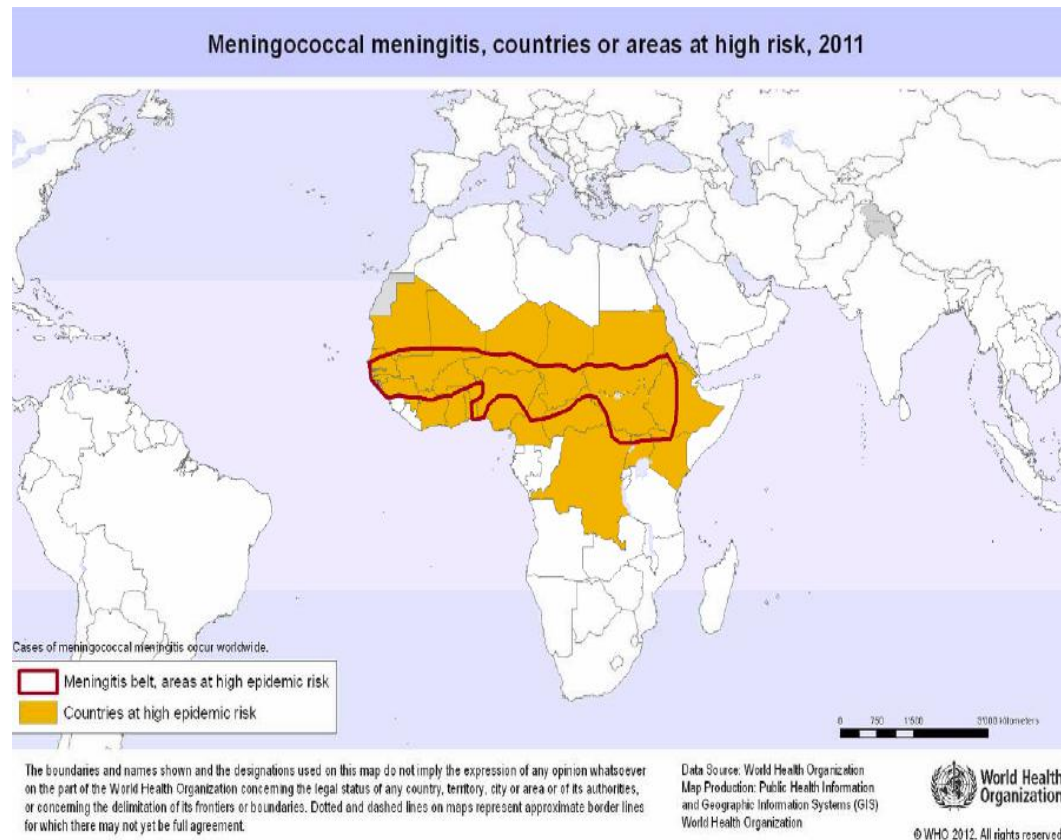 Meningococcal meningitis, countries or areas at high risk, 2011
Cases of meningococcal meningitis occur worldwide.
Meningitis belt, areas at high epidemic risk
Countries at high epidemic risk
0 750 1'500 3'000 kilometers
The boundaries and names shown and the designations used on this map do not imply the expression of any opinion whatsoever
on the part of the World Health Organization concerning the legal status of any country, territory, city or area or of its authorities,
or concerning the delimitation of its frontiers or boundaries. Dotted and dashed lines on maps represent approximate border lines
for which there may not yet be full agreement.
Data Source: World Health Organization
Map Production: Public Health Information
and Geographic Information Systems (GIS)
World Health Organization
World Health
Organization
© WHO 2012. All rights reserved